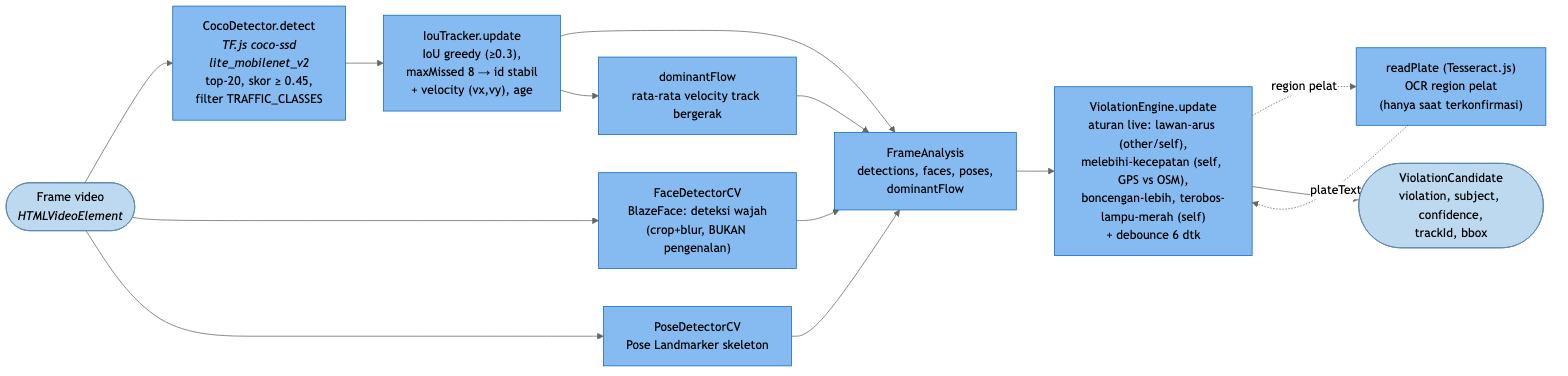 Frame video
HTMLVideoElement
CocoDetector.detect
TF.js coco-ssd
lite_mobilenet_v2
top-20, skor ≥ 0.45,
filter TRAFFIC_CLASSES
IouTracker.update
IoU greedy (≥0.3),
maxMissed 8 → id stabil
+ velocity (vx,vy), age
dominantFlow
rata-rata velocity track
bergerak
FaceDetectorCV
BlazeFace: deteksi wajah
(crop+blur, BUKAN
pengenalan)
PoseDetectorCV
Pose Landmarker skeleton
FrameAnalysis
detections, faces, poses,
dominantFlow
ViolationEngine.update
aturan live: lawan-arus
(other/self),
melebihi-kecepatan (self,
GPS vs OSM),
boncengan-lebih, terobos-
lampu-merah (self)
+ debounce 6 dtk
region pelat
readPlate (Tesseract.js)
OCR region pelat
(hanya saat terkonfirmasi)
plateText
ViolationCandidate
violation, subject,
confidence,
trackId, bbox